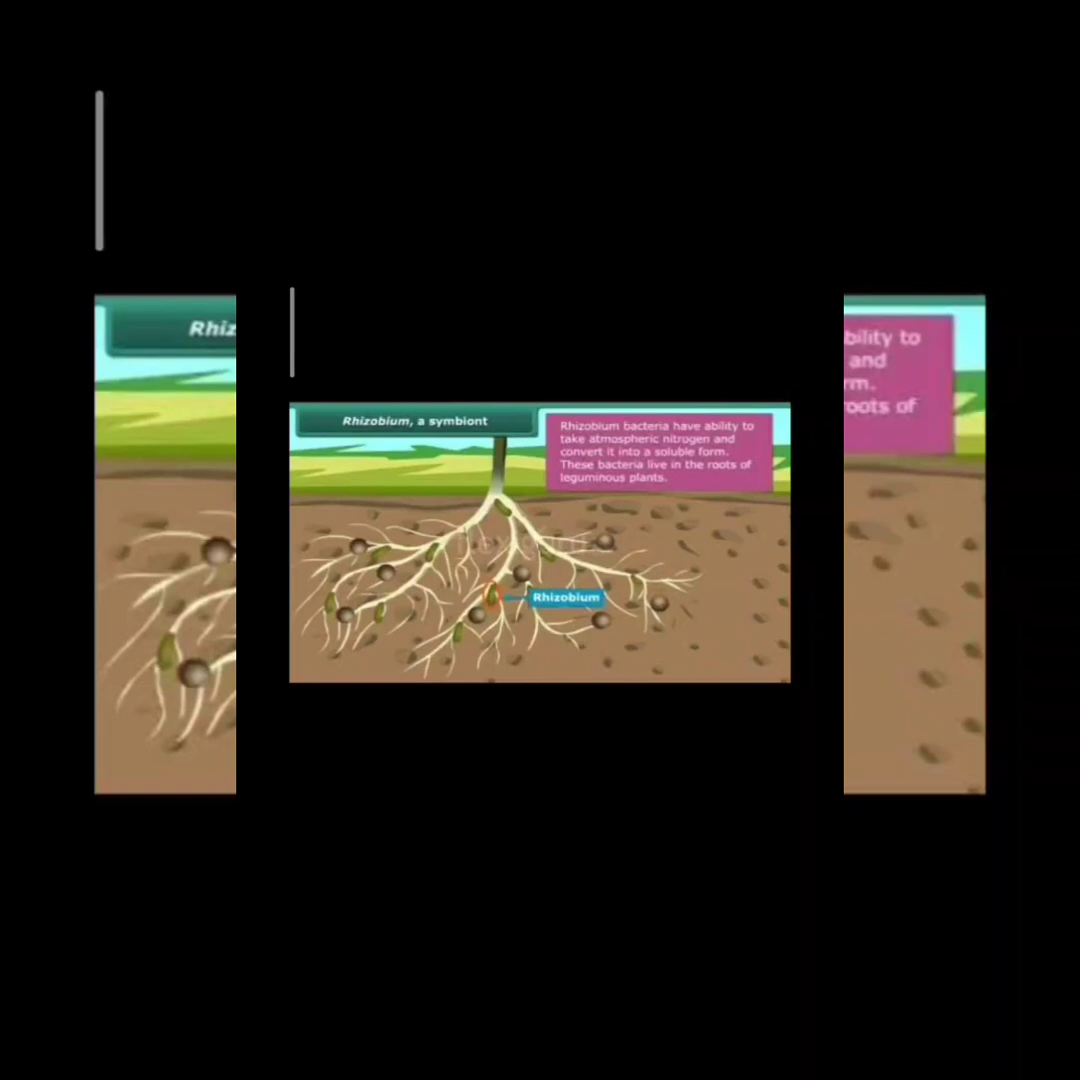 Rhiz
Rhizobium, a symbiont
Rhizobium bacteria have ability to
take atmospheric nitrogen and
convert it into a soluble form.
These bacteria live in the roots of
leguminous plants.
Rhizobium
bility to
and
rm.
roots of